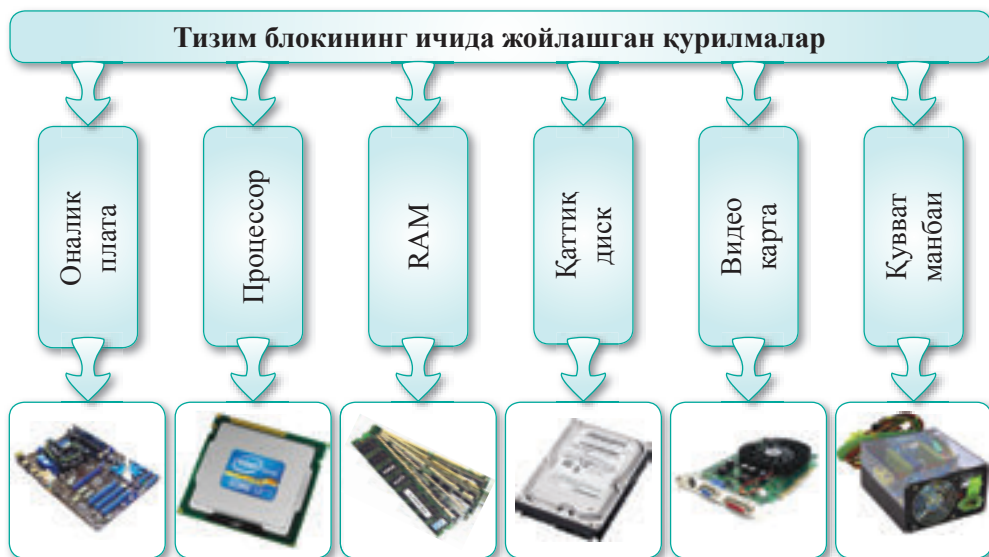 Тизим блокининг ичида жойлашган қурилмалар
Оналик
плата
Процессор
RAM
Қаттиқ
диск
Видео
карта
Қувват
манбаи